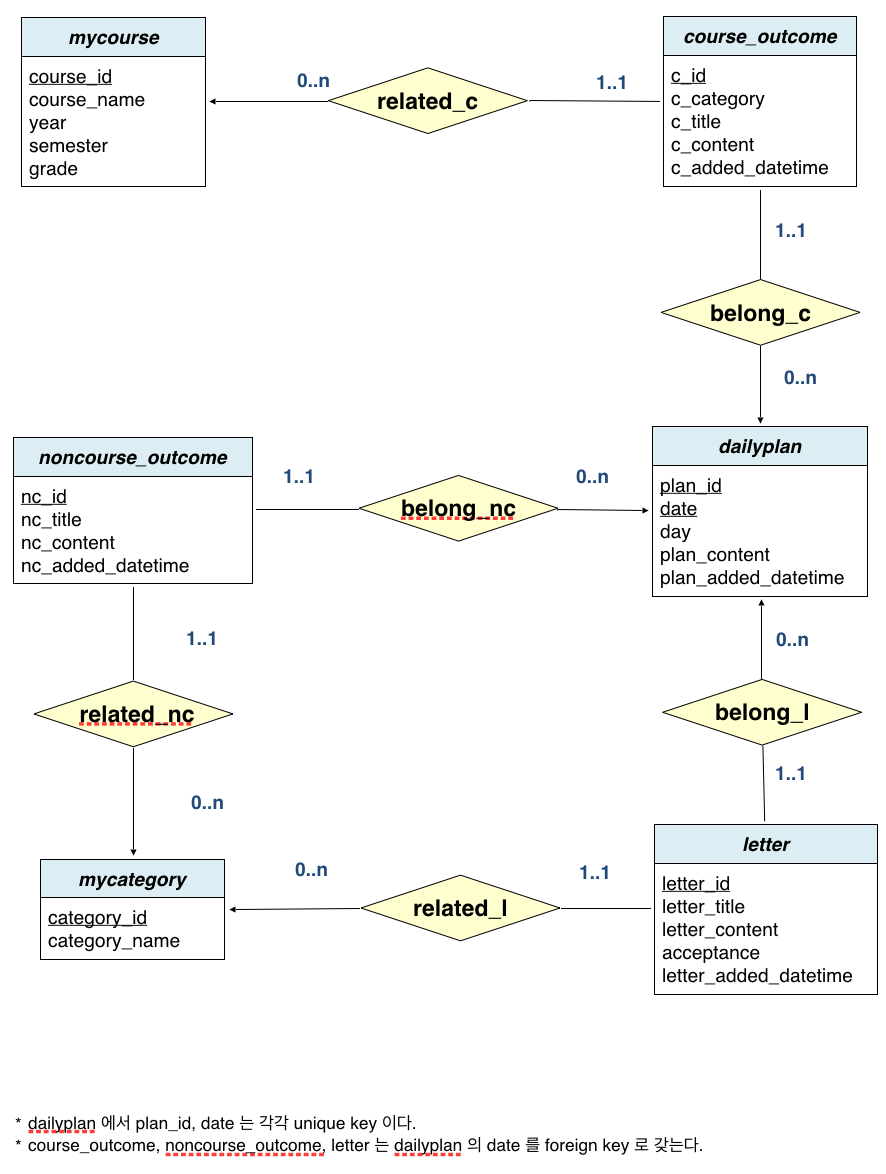 mycourse
course_id
course_name
year
semester
grade
0..n
related_c
1..1
course_outcome
c_id
c_category
c_title
c_content
c_added_datetime
1..1
belong_c
0..n
noncourse_outcome
nc_id
nc_title
nc_content
nc_added_datetime
1..1
belong_nc
0..n
dailyplan
plan_id
date
day
plan_content
plan_added_datetime
1..1
related_nc
0..n
0..n
belong_l
1..1
mycategory
category_id
category_name
0..n
related_l
1..1
letter
letter_id
letter_title
letter_content
acceptance
letter_added_datetime
* dailyplan 에서 plan_id, date 는 각각 unique key 이다.
* course_outcome, noncourse_outcome, letter 는 dailyplan 의 date 를 foreign key 로 갖는다.